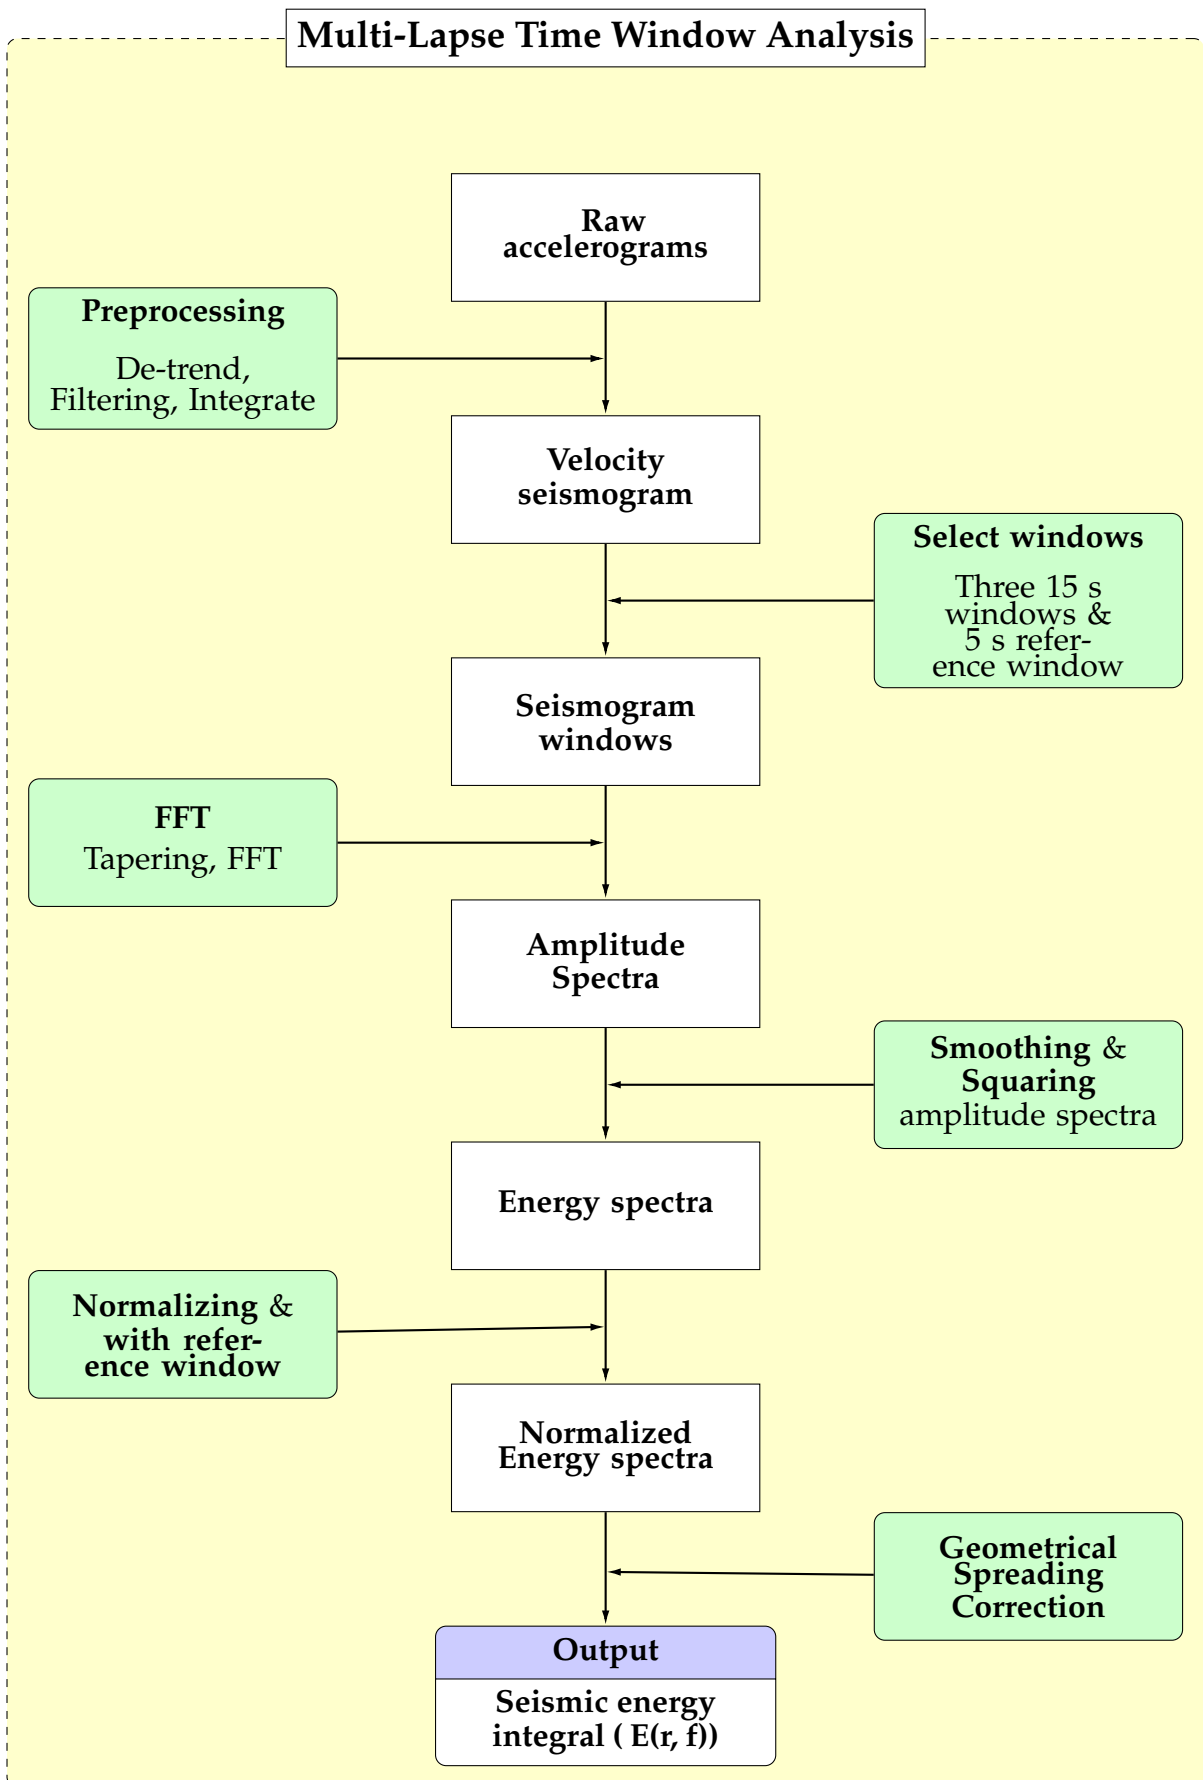 Multi-Lapse Time Window Analysis
Raw
accelerograms
Preprocessing
De-trend,
Filtering, Integrate
Velocity
seismogram
Select windows
Three 15 s
windows &
5 s refer-
ence window
Seismogram
windows
FFT
Tapering, FFT
Amplitude
Spectra
Smoothing &
Squaring
amplitude spectra
Energy spectra
Normalizing &
with refer-
ence window
Normalized
Energy spectra
Geometrical
Spreading
Correction
Output
Seismic energy
integral ( E(r, f))